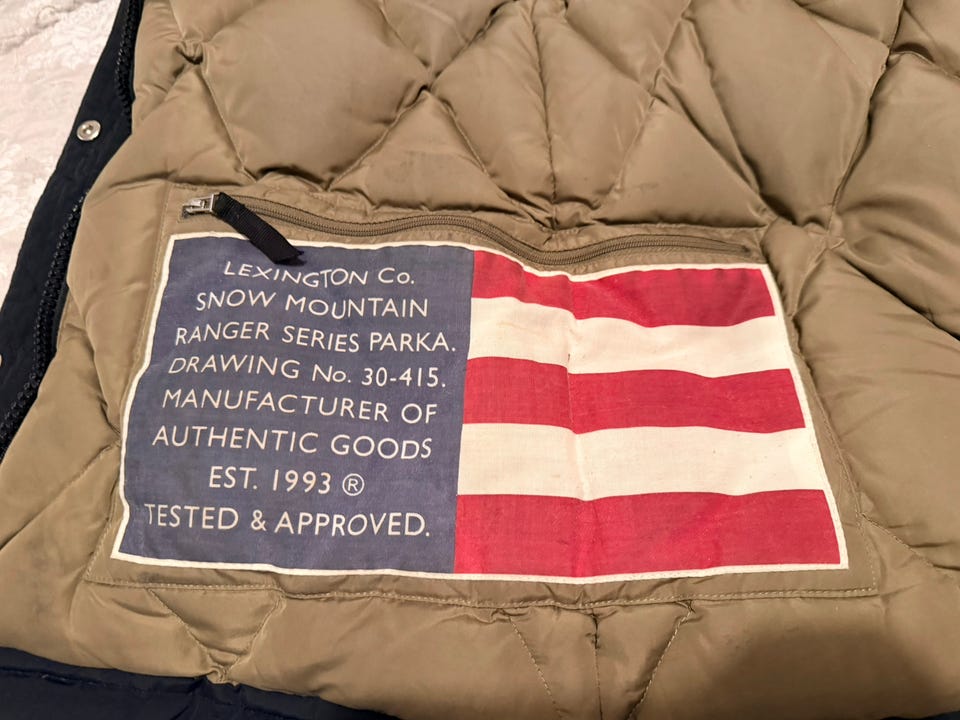 LEXINGTON Co.
SNOW MOUNTAIN
RANGER SERIES PARKA.
DRAWING No. 30-415.
MANUFACTURER OF
AUTHENTIC GOODS
EST. 1993 ®
TESTED & APPROVED.